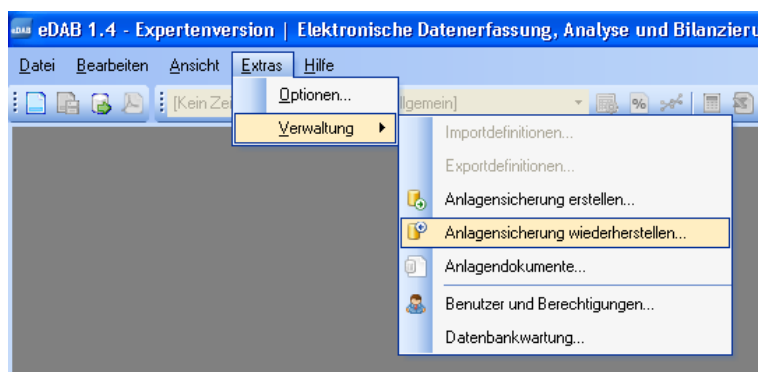 eDAB 1.4 - Expertenversion | Elektronische Datenerfassung, Analyse und Bilanzieru
Datei Bearbeiten Ansicht Extras Hilfe
[Kein Zei
llgemein]
Optionen...
Verwaltung
Importdefinitionen...
Exportdefinitionen...
Anlagensicherung erstellen...
Anlagensicherung wiederherstellen...
Anlagendokumente...
Benutzer und Berechtigungen...
Datenbankwartung...